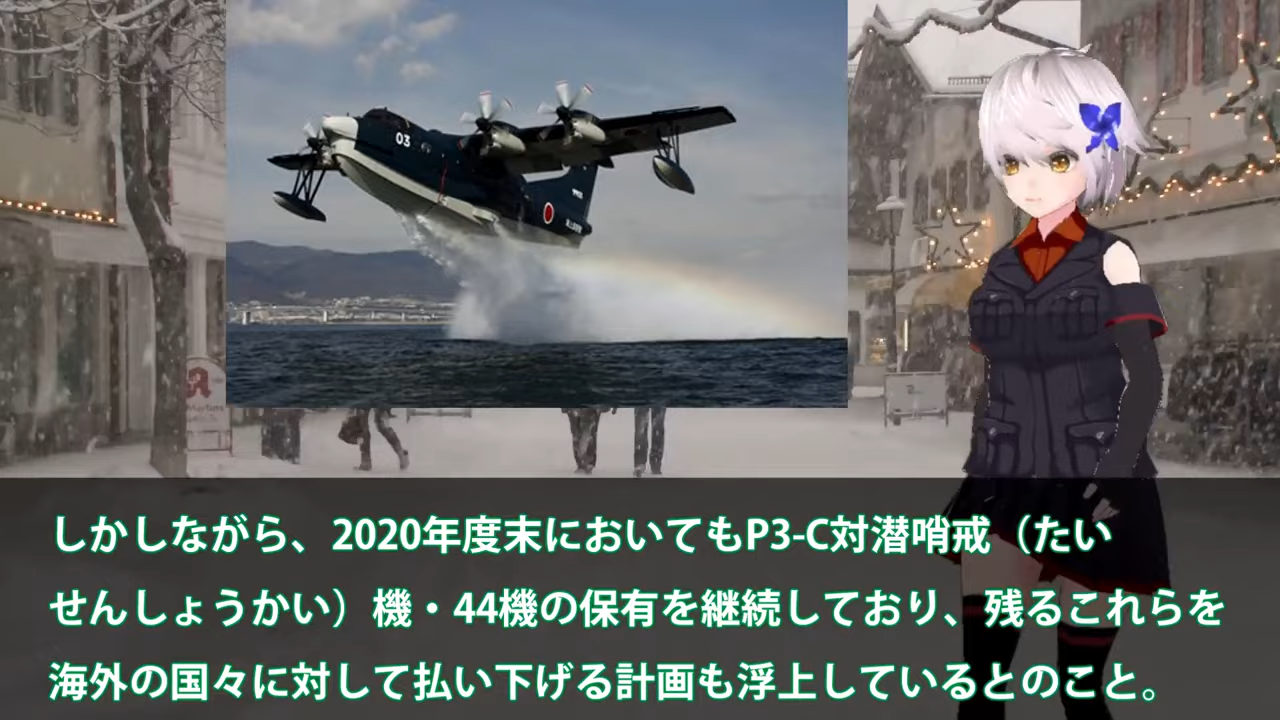 03
しかしながら、2020年度末においてもP3-C対潜哨戒（たい
せんしょうかい）機・44機の保有を継続しており、残るこれらを
海外の国々に対して払い下げる計画も浮上しているとのこと。